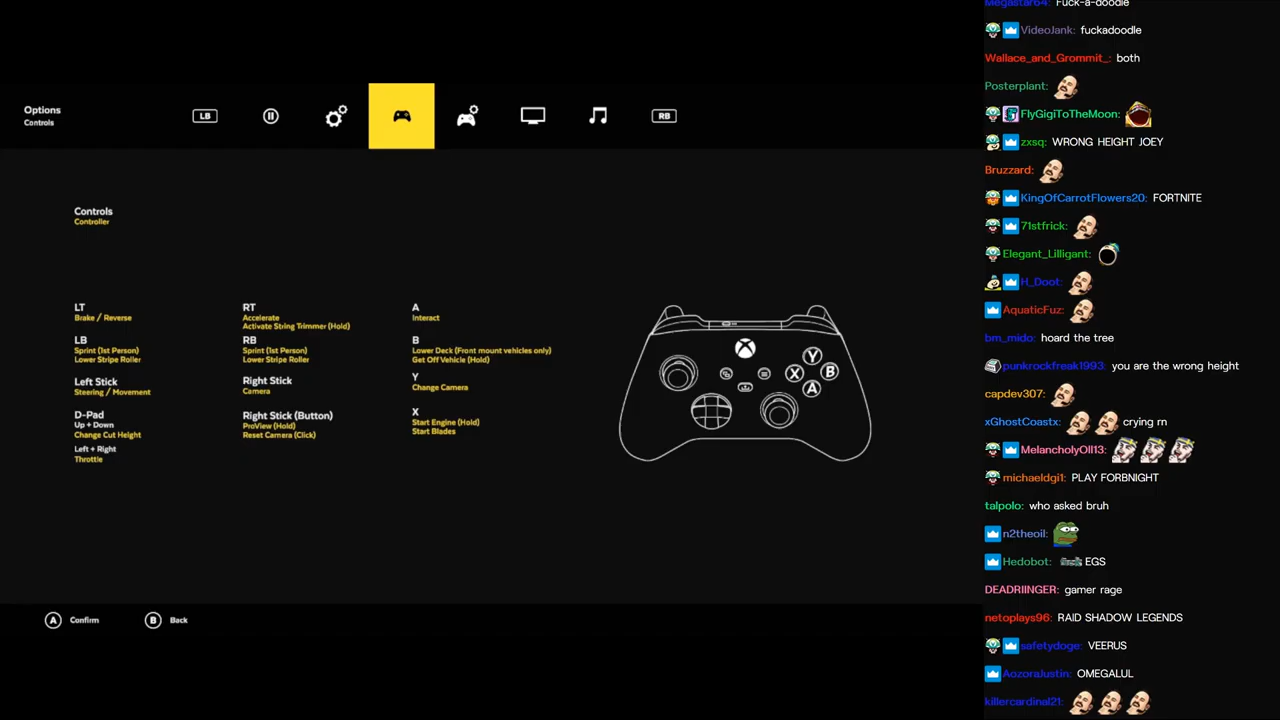 Options
Controls
LB
RB
Controls
Controller
LT
Brake / Reverse
LB
Sprint (1st Person)
Lower Stripe Roller
Left Stick
Steering / Movement
D-Pad
Up + Down
Change Cut Height
Left + Right
Throttle
RT
Accelerate
Activate String Trimmer (Hold)
RB
Sprint (1st Person)
Lower Stripe Roller
Right Stick
Camera
Right Stick (Button)
ProView (Hold)
Reset Camera (Click)
A
Interact
B
Lower Deck (Front mount vehicles only)
Get Off Vehicle (Hold)
Y
Change Camera
X
Start Engine (Hold)
Start Blades
Y
X B
A
A Confirm
B Back
Megastar64: Fuck-a-doodle
VideoJank: fuckadoodle
Wallace_and_Grommit_: both
Posterplant:
FlyGigiToTheMoon:
zxsq: WRONG HEIGHT JOEY
Bruzzard:
KingOfCarrotFlowers20: FORTNITE
71stfrick:
Elegant_Lilligant:
H_Doot:
AquaticFuz:
bm_mido: hoard the tree
punkrockfreak1993: you are the wrong height
capdev307:
xGhostCoastx: crying rn
MelancholyOll13:
michaeldgi1: PLAY FORBNIGHT
talpolo: who asked bruh
n2theoil:
Hedobot: EGS
DEADRIINGER: gamer rage
netoplays96: RAID SHADOW LEGENDS
safetydoge: VEERUS
AozoraJustin: OMEGALUL
killercardinal21: